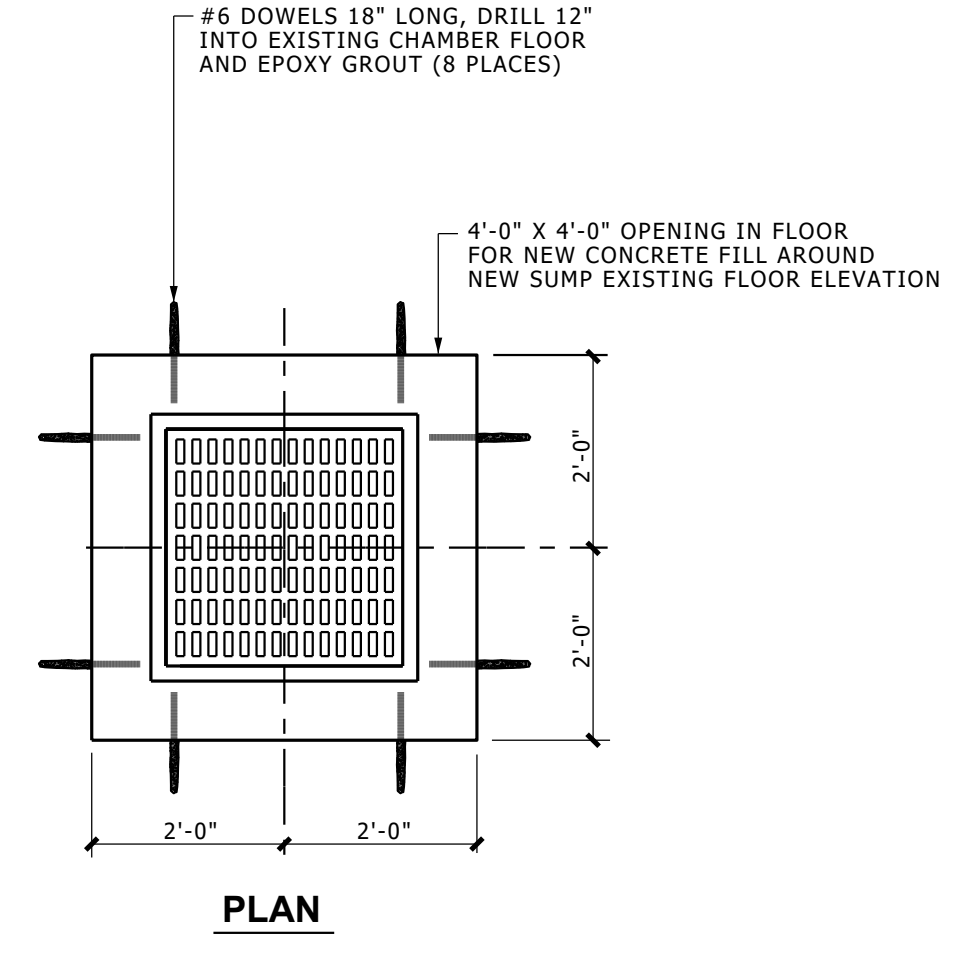 #6 DOWELS 18" LONG, DRILL 12"
INTO EXISTING CHAMBER FLOOR
AND EPOXY GROUT (8 PLACES)
4'-0" X 4'-0" OPENING IN FLOOR
FOR NEW CONCRETE FILL AROUND
NEW SUMP EXISTING FLOOR ELEVATION
2'-0"
2'-0"
2'-0"
2'-0"
PLAN